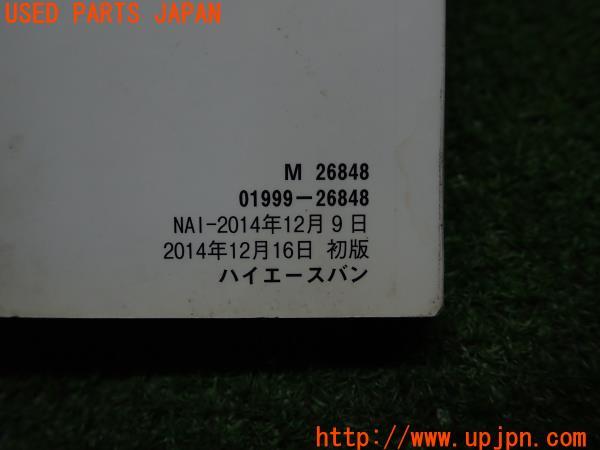 USED PARTS JAPAN
M 26848
01999-26848
NAI-2014年12月9日
2014年12月16日 初版
ハイエースバン
http://www.upjpn.com/